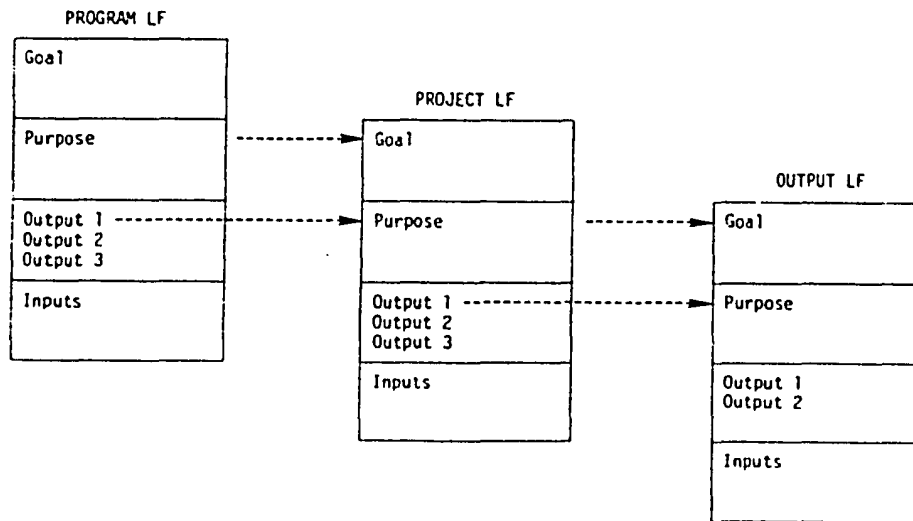 PROGRAM LF
Goal
Purpose
Output 1
Output 2
Output 3
Inputs
PROJECT LF
Goal
Purpose
Output 1
Output 2
Output 3
Inputs
OUTPUT LF
Goal
Purpose
Output 1
Output 2
Inputs